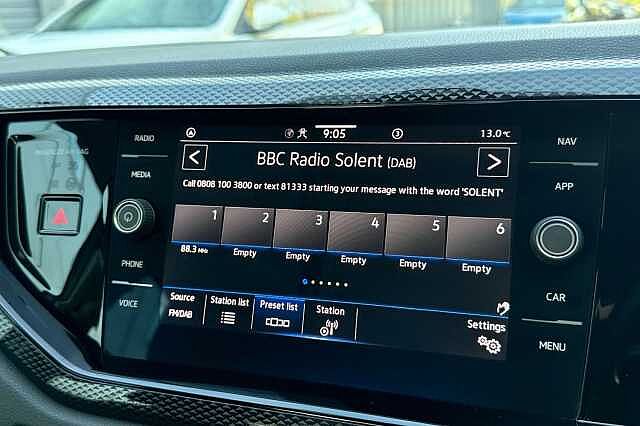 RADIO
MEDIA
PHONE
VOICE
9:05
3
13.0 °C
BBC Radio Solent (DAB)
Call 0808 100 3800 or text 81333 starting your message with the word 'SOLENT'
1 2 3 4 5 6
88.3 MHz Empty Empty Empty Empty Empty
Source
FM/DAB
Station list
Preset list
Station
Settings
NAV
APP
CAR
MENU